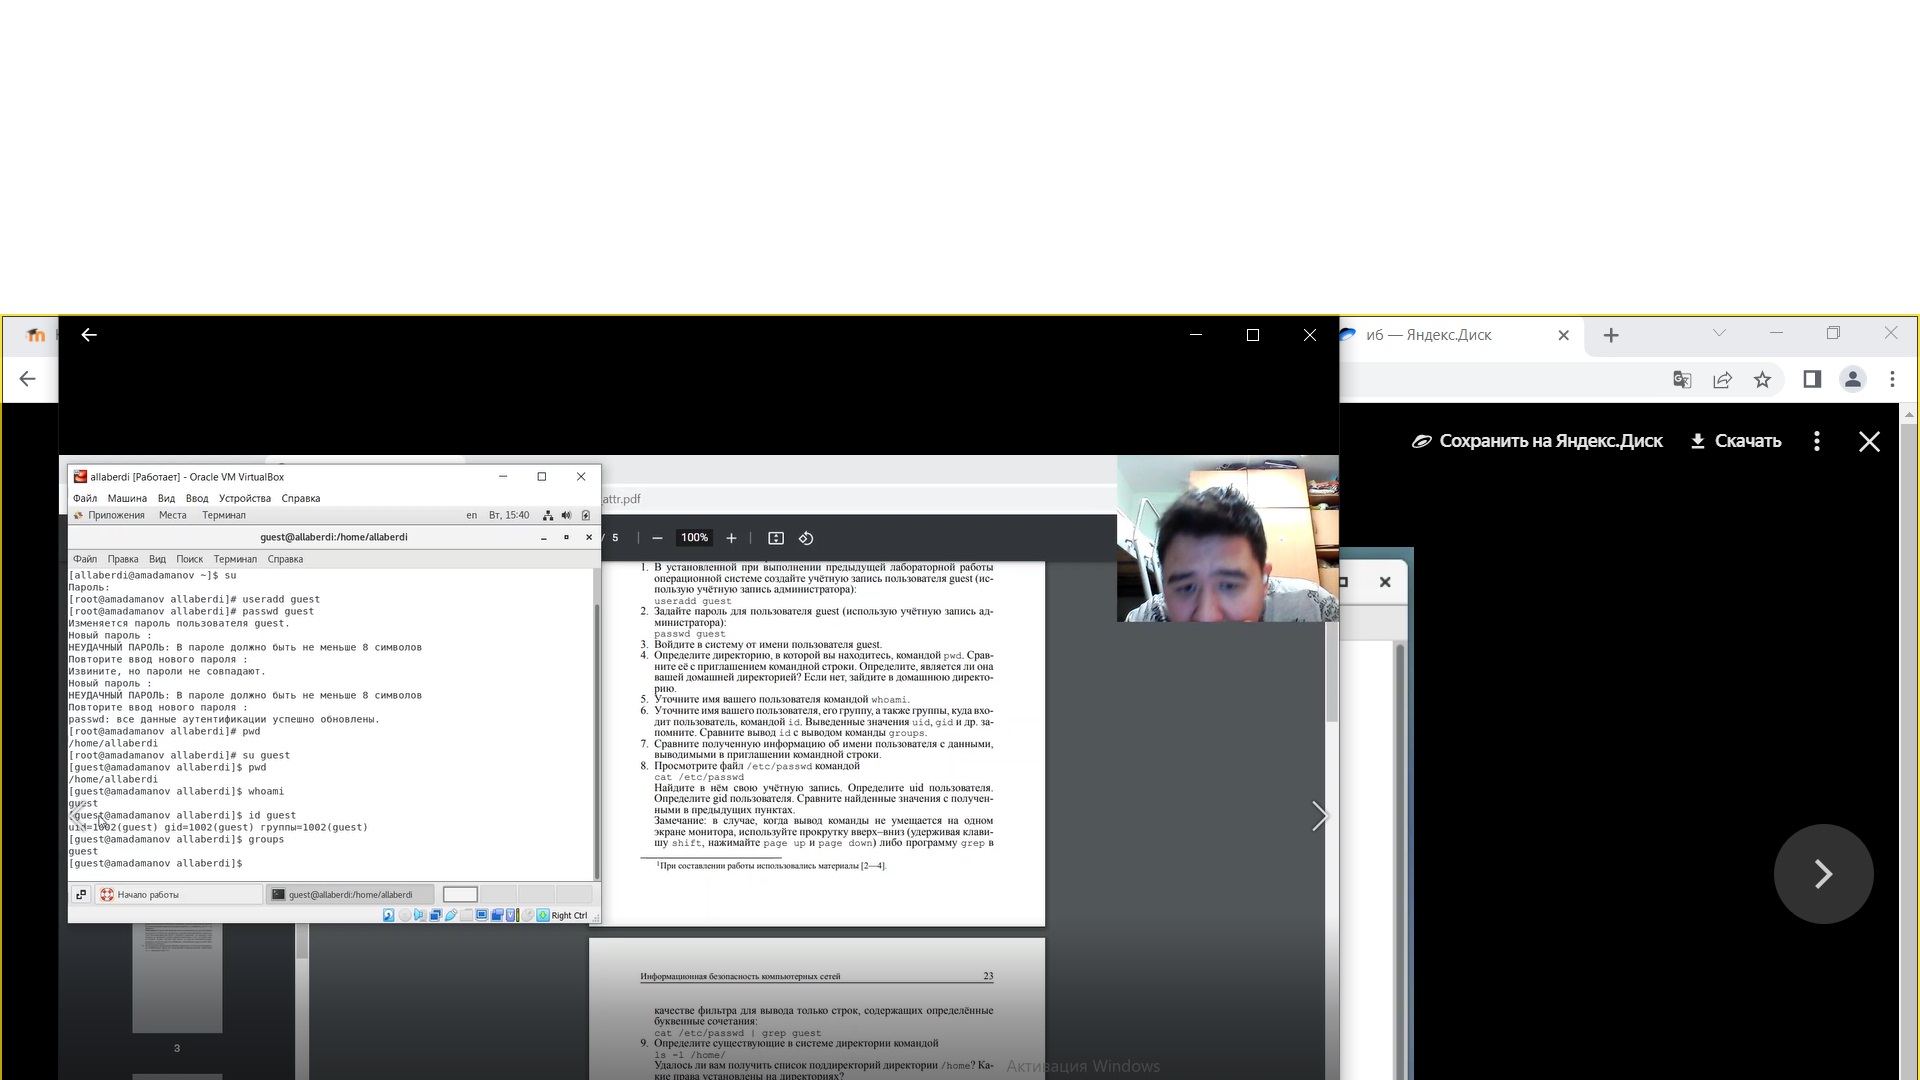 иб — Яндекс.Диск
Сохранить на Яндекс.Диск
Скачать
allaberdi [Работает] - Oracle VM VirtualBox
Файл Машина Вид Ввод Устройства Справка
Приложения Места Терминал en Вт, 15:40
guest@allaberdi:/home/allaberdi
Файл Правка Вид Поиск Терминал Справка
[allaberdi@amadamanov ~]$ su
Пароль:
[root@amadamanov allaberdi]# useradd guest
[root@amadamanov allaberdi]# passwd guest
Изменяется пароль пользователя guest.
Новый пароль :
НЕУДАЧНЫЙ ПАРОЛЬ: В пароле должно быть не меньше 8 символов
Повторите ввод нового пароля :
Извините, но пароли не совпадают.
Новый пароль :
НЕУДАЧНЫЙ ПАРОЛЬ: В пароле должно быть не меньше 8 символов
Повторите ввод нового пароля :
passwd: все данные аутентификации успешно обновлены.
[root@amadamanov allaberdi]# pwd
/home/allaberdi
[root@amadamanov allaberdi]# su guest
[guest@amadamanov allaberdi]$ pwd
/home/allaberdi
[guest@amadamanov allaberdi]$ whoami
guest
[guest@amadamanov allaberdi]$ id guest
uid=1002(guest) gid=1002(guest) группы=1002(guest)
[guest@amadamanov allaberdi]$ groups
guest
[guest@amadamanov allaberdi]$
Начало работы
guest@allaberdi:/home/allaberdi
Right Ctrl
3
attr.pdf
/ 5
100%
1. В установленной при выполнении предыдущей лабораторной работы
операционной системе создайте учётную запись пользователя guest (ис-
пользую учётную запись администратора):
useradd guest
2. Задайте пароль для пользователя guest (использую учётную запись ад-
министратора):
passwd guest
3. Войдите в систему от имени пользователя guest.
4. Определите директорию, в которой вы находитесь, командой pwd. Срав-
ните её с приглашением командной строки. Определите, является ли она
вашей домашней директорией? Если нет, зайдите в домашнюю директо-
рию.
5. Уточните имя вашего пользователя командой whoami.
6. Уточните имя вашего пользователя, его группу, а также группы, куда вхо-
дит пользователь, командой id. Выведенные значения uid, gid и др. за-
помните. Сравните вывод id с выводом команды groups.
7. Сравните полученную информацию об имени пользователя с данными,
выводимыми в приглашении командной строки.
8. Просмотрите файл /etc/passwd командой
cat /etc/passwd
Найдите в нём свою учётную запись. Определите uid пользователя.
Определите gid пользователя. Сравните найденные значения с получен-
ными в предыдущих пунктах.
Замечание: в случае, когда вывод команды не умещается на одном
экране монитора, используйте прокрутку вверх–вниз (удерживая клави-
шу shift, нажимайте page up и page down) либо программу grep в
1При составлении работы использовались материалы [2—4].
Информационная безопасность компьютерных сетей 23
качестве фильтра для вывода только строк, содержащих определённые
буквенные сочетания:
cat /etc/passwd | grep guest
9. Определите существующие в системе директории командой
ls -l /home/
Удалось ли вам получить список поддиректорий директории /home? Ка-
кие права установлены на директориях?
Активация Windows